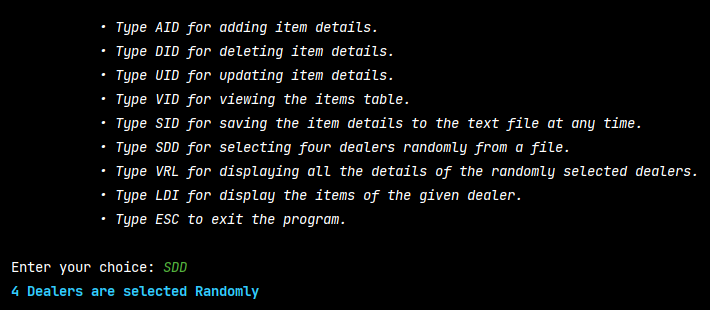 • Type AID for adding item details.
• Type DID for deleting item details.
• Type UID for updating item details.
• Type VID for viewing the items table.
• Type SID for saving the item details to the text file at any time.
• Type SDD for selecting four dealers randomly from a file.
• Type VRL for displaying all the details of the randomly selected dealers.
• Type LDI for display the items of the given dealer.
• Type ESC to exit the program.
Enter your choice: SDD
4 Dealers are selected Randomly